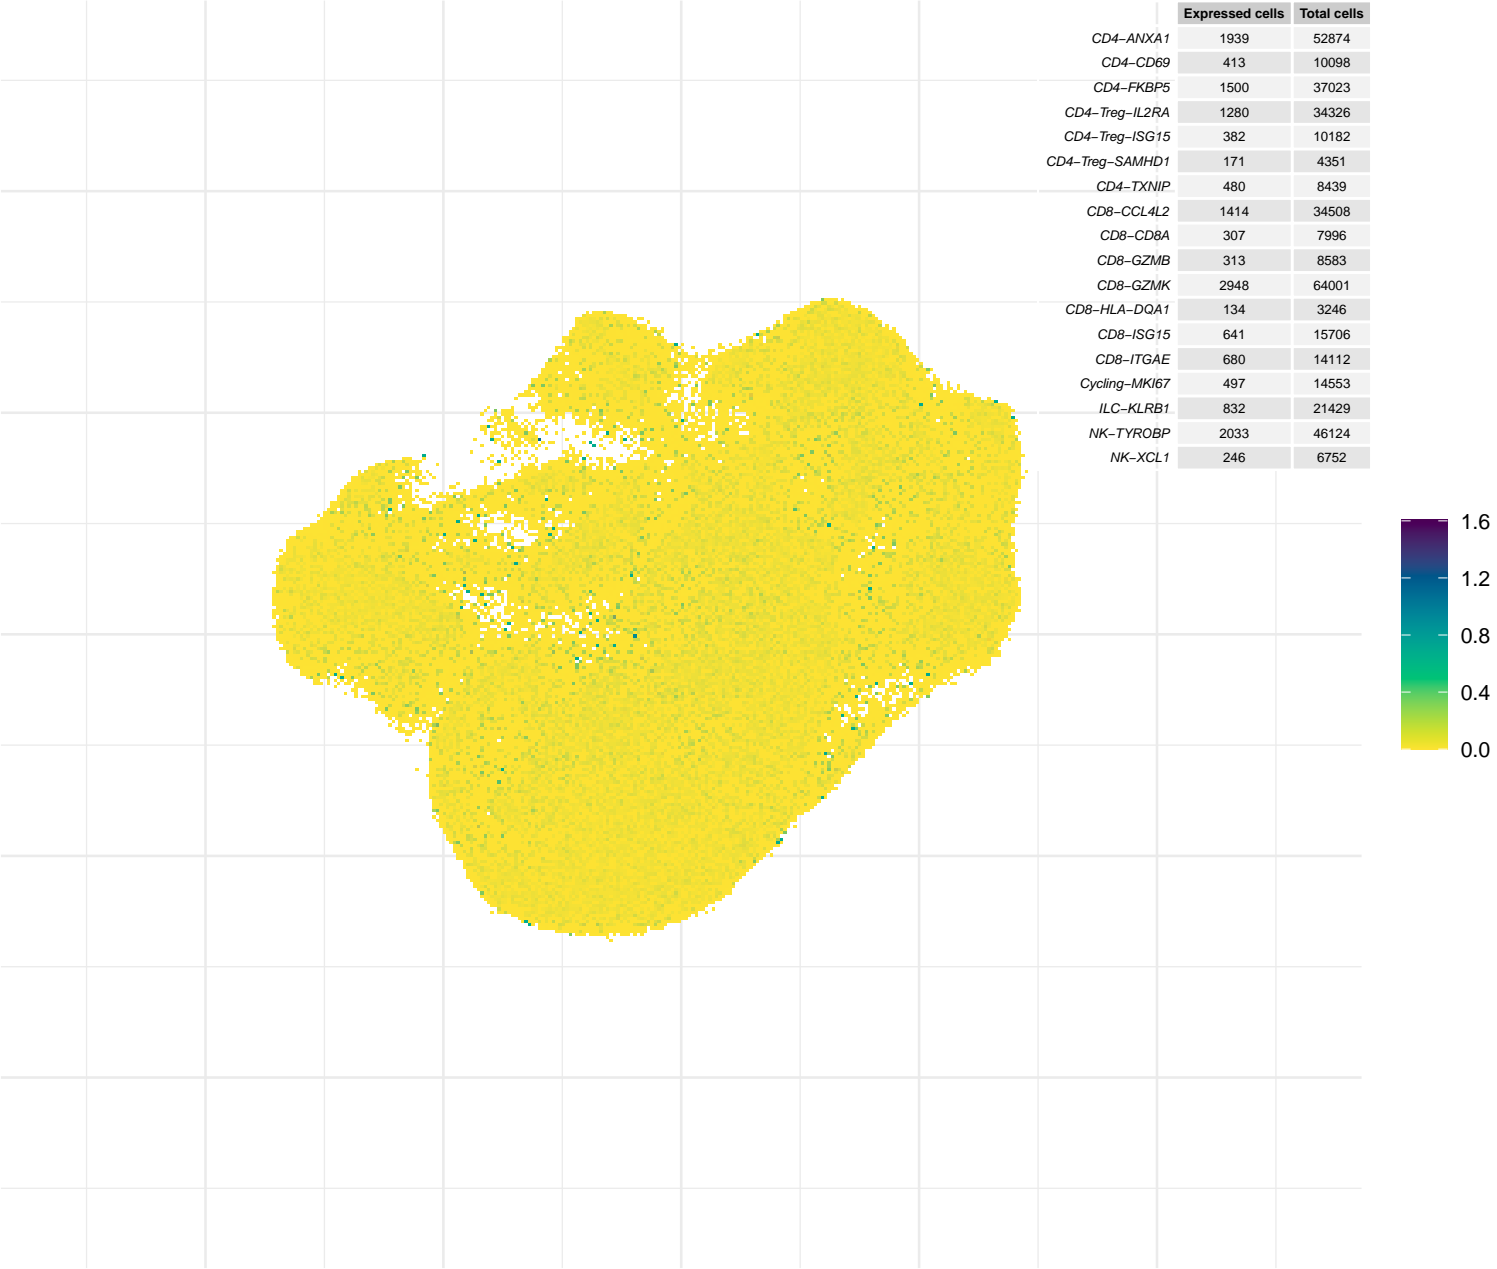 Expressed cells Total cells
CD4−ANXA1 1939 52874
CD4−CD69 413 10098
CD4−FKBP5 1500 37023
CD4−Treg−IL2RA 1280 34326
CD4−Treg−ISG15 382 10182
CD4−Treg−SAMHD1 171 4351
CD4−TXNIP 480 8439
CD8−CCL4L2 1414 34508
CD8−CD8A 307 7996
CD8−GZMB 313 8583
CD8−GZMK 2948 64001
CD8−HLA−DQA1 134 3246
CD8−ISG15 641 15706
CD8−ITGAE 680 14112
Cycling−MKI67 497 14553
ILC−KLRB1 832 21429
NK−TYROBP 2033 46124
NK−XCL1 246 6752
1.6
1.2
0.8
0.4
0.0